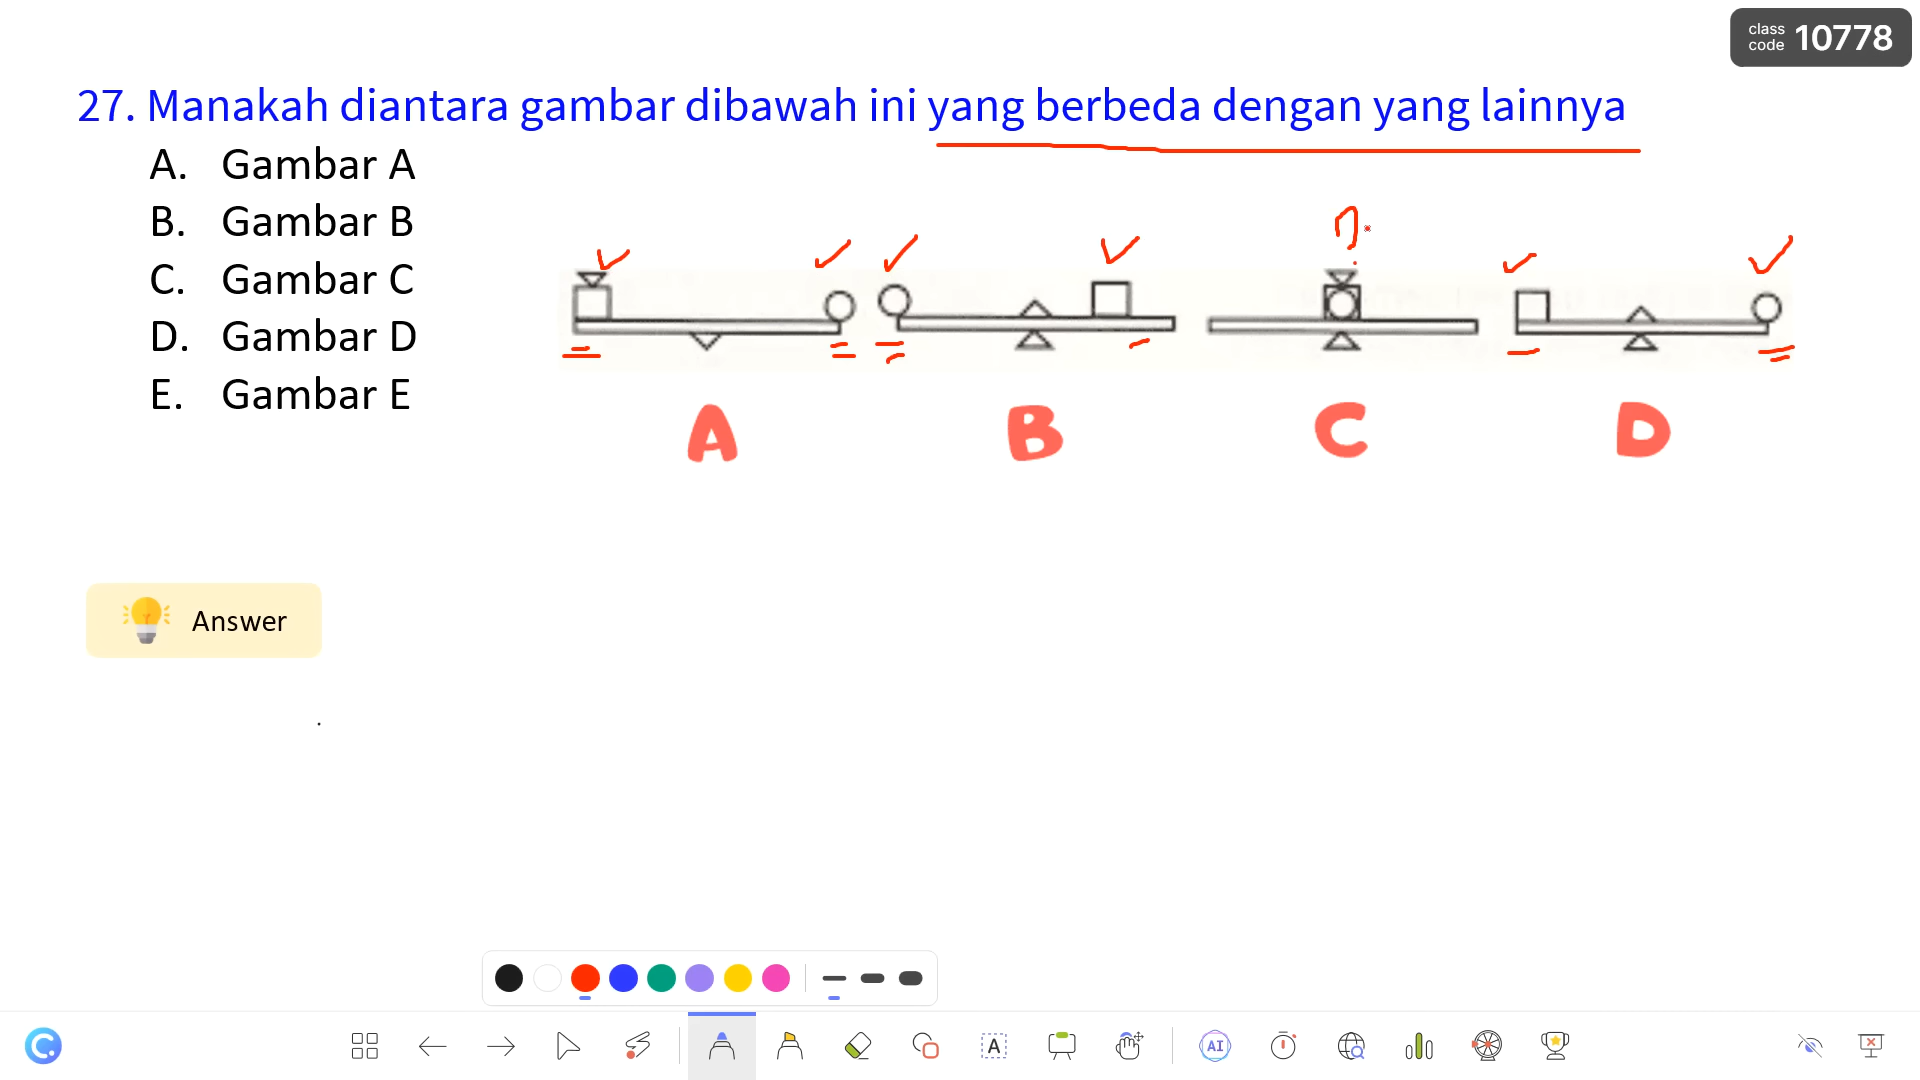 class code 10778
27. Manakah diantara gambar dibawah ini yang berbeda dengan yang lainnya
A. Gambar A
B. Gambar B
C. Gambar C
D. Gambar D
E. Gambar E
A B C D
Answer
A AI